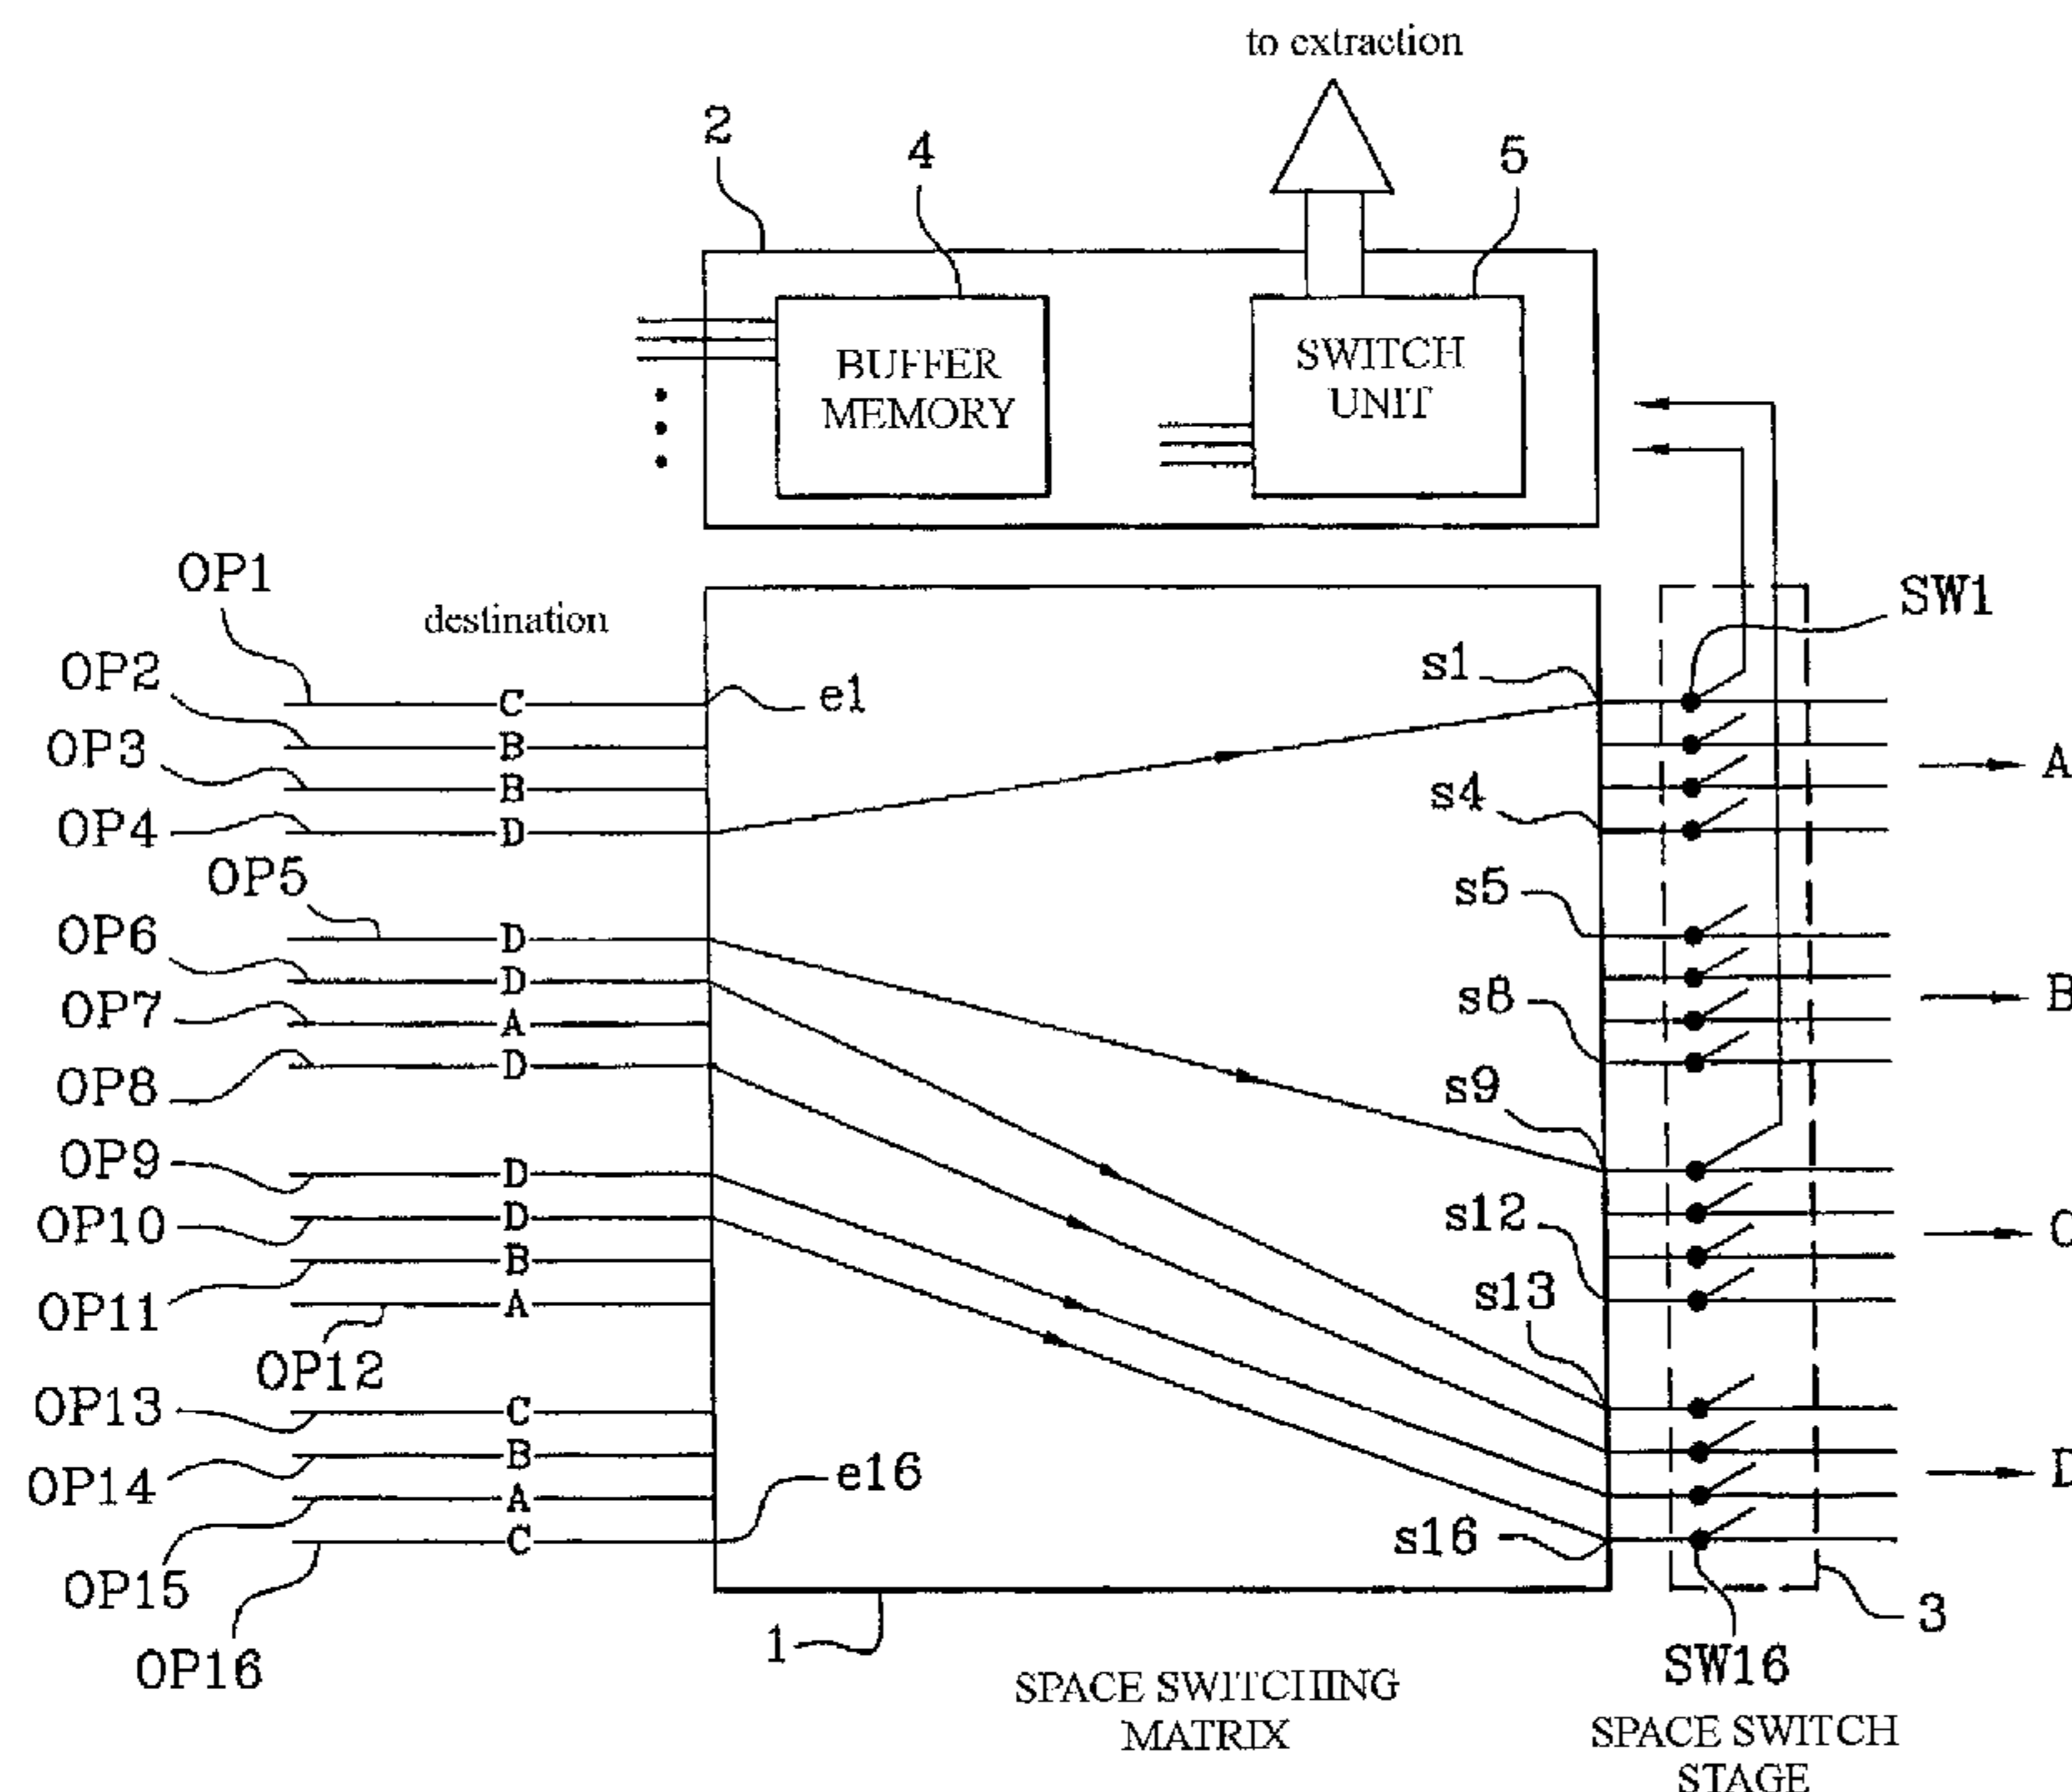 to extraction
2
4
5
BUFFER
MEMORY
SWITCH
UNIT
OP1
destination
SW1
OP2
C
e1
s1
OP3
B
B
A
OP4
D
s4
OP5
s5
OP6
D
D
OP7
A
s8
B
OP8
D
s9
OP9
D
OP10
D
s12
C
OP11
B
A
s13
OP12
OP13
C
OP14
B
e16
D
A
OP15
C
s16
OP16
1
3
SW16
SPACE SWITCHING
MATRIX
SPACE SWITCH
STAGE